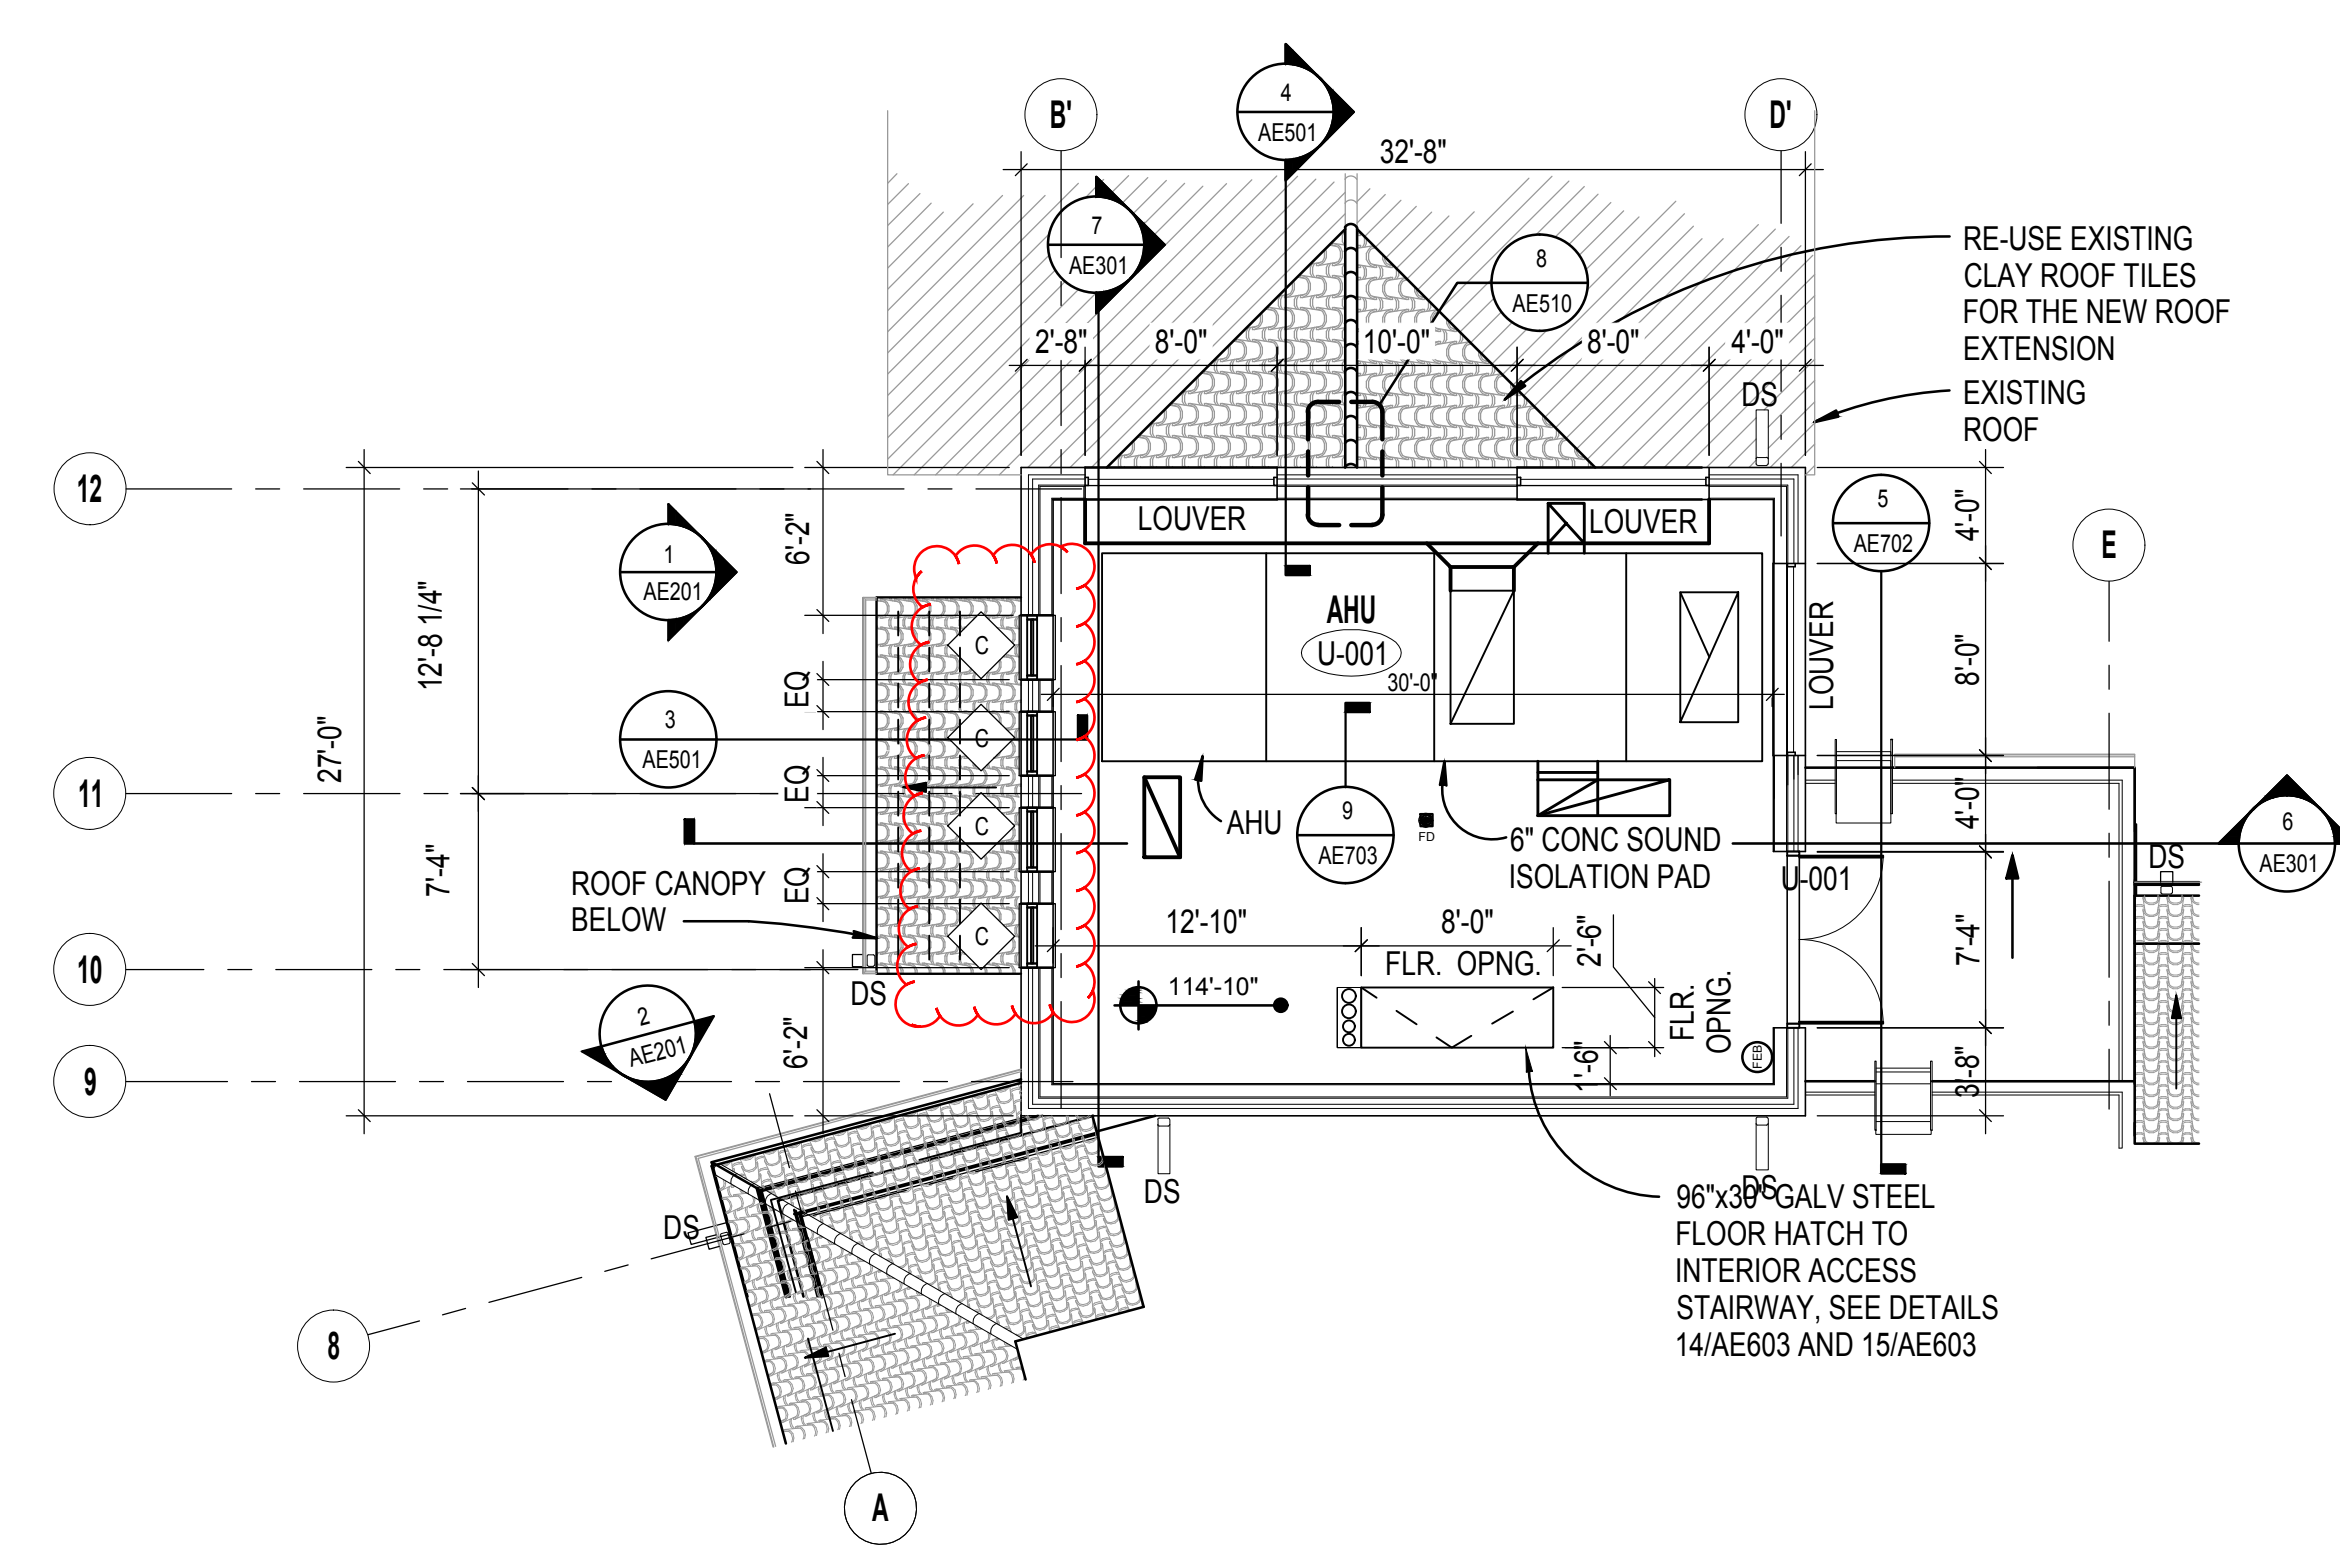 B'
4
AE501
D'
32'-8"
7
AE301
8
AE510
RE-USE EXISTING
CLAY ROOF TILES
FOR THE NEW ROOF
EXTENSION
2'-8"
8'-0"
10'-0"
8'-0"
4'-0"
DS
EXISTING
ROOF
12
6'-2"
LOUVER
LOUVER
5
AE702
4'-0"
E
1
AE201
12'-8 1/4"
C
AHU
U-001
30'-0"
LOUVER
8'-0"
EQ
3
AE501
27'-0"
C
11
EQ
C
AHU
9
AE703
FD
6" CONC SOUND
ISOLATION PAD
4'-0"
6
AE301
DS
7'-4"
ROOF CANOPY
BELOW
EQ
U-001
C
12'-10"
8'-0"
FLR. OPNG.
2'-6"
7'-4"
10
DS
114'-10"
FLR.
OPNG.
2
AE201
6'-2"
1'-6"
FEB
3'-8"
9
DS
DS
96"x30" GALV STEEL
FLOOR HATCH TO
INTERIOR ACCESS
STAIRWAY, SEE DETAILS
14/AE603 AND 15/AE603
DS
8
A